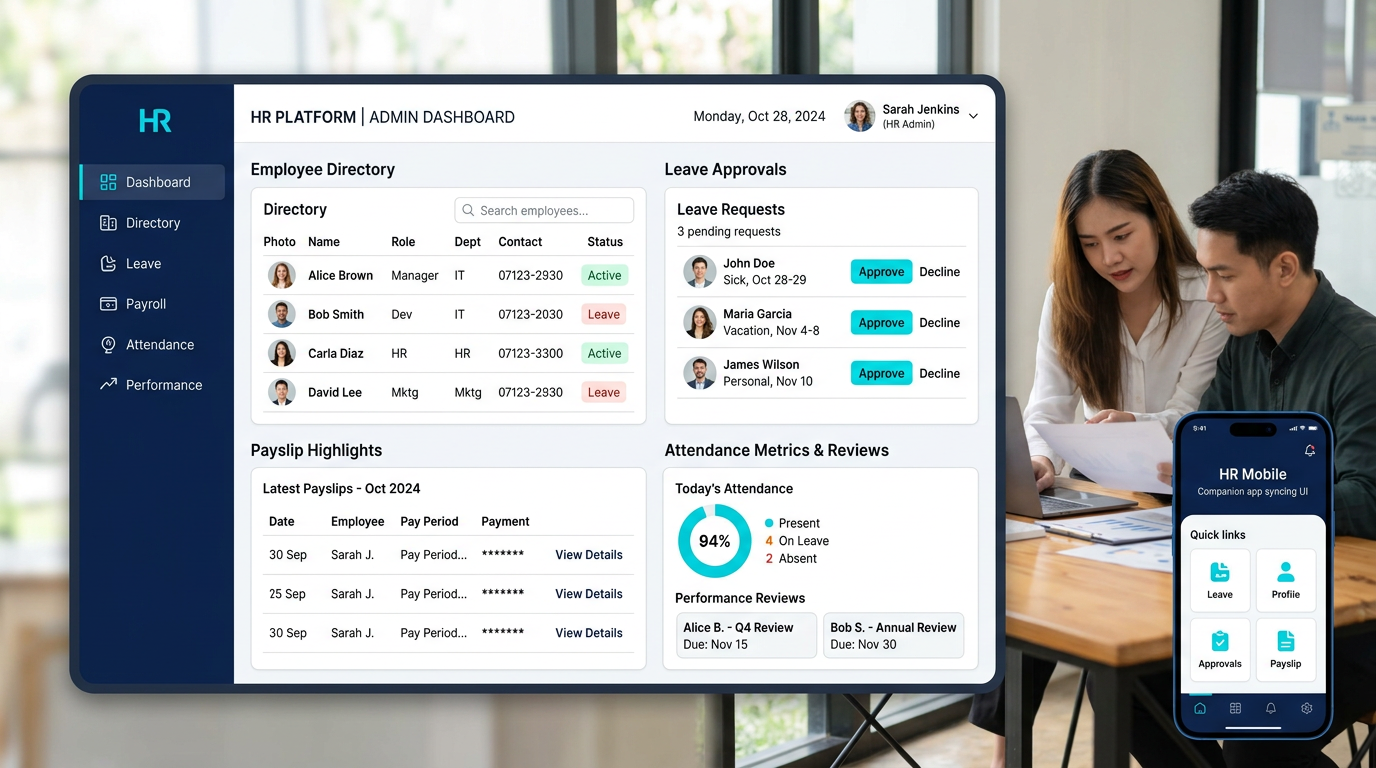 HR
Dashboard
Directory
Leave
Payroll
Attendance
Performance
HR PLATFORM | ADMIN DASHBOARD
Monday, Oct 28, 2024
Sarah Jenkins
(HR Admin)
Employee Directory
Directory
Search employees...
Photo Name Role Dept Contact Status
Alice Brown Manager IT 07123-2930 Active
Bob Smith Dev IT 07123-2030 Leave
Carla Diaz HR HR 07123-3300 Active
David Lee Mktg Mktg 07123-2930 Leave
Leave Approvals
Leave Requests
3 pending requests
John Doe
Sick, Oct 28-29
Approve Decline
Maria Garcia
Vacation, Nov 4-8
Approve Decline
James Wilson
Personal, Nov 10
Approve Decline
Payslip Highlights
Latest Payslips - Oct 2024
Date Employee Pay Period Payment
30 Sep Sarah J. Pay Period... ******* View Details
25 Sep Sarah J. Pay Period... ******* View Details
30 Sep Sarah J. Pay Period... ******* View Details
Attendance Metrics & Reviews
Today's Attendance
94%
Present
4 On Leave
2 Absent
Performance Reviews
Alice B. - Q4 Review
Due: Nov 15
Bob S. - Annual Review
Due: Nov 30
9:41
HR Mobile
Companion app syncing UI
Quick links
Leave
Profile
Approvals
Payslip